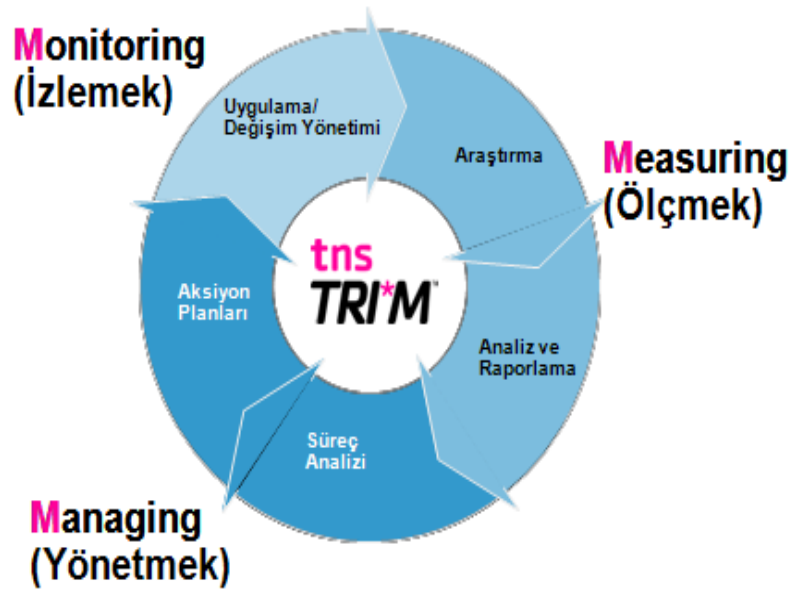 Monitoring
(İzlemek)
Uygulama/
Değişim Yönetimi
Araştırma
Measuring
(Ölçmek)
tns
TRI*M™
Aksiyon
Planları
Analiz ve
Raporlama
Süreç
Analizi
Managing
(Yönetmek)